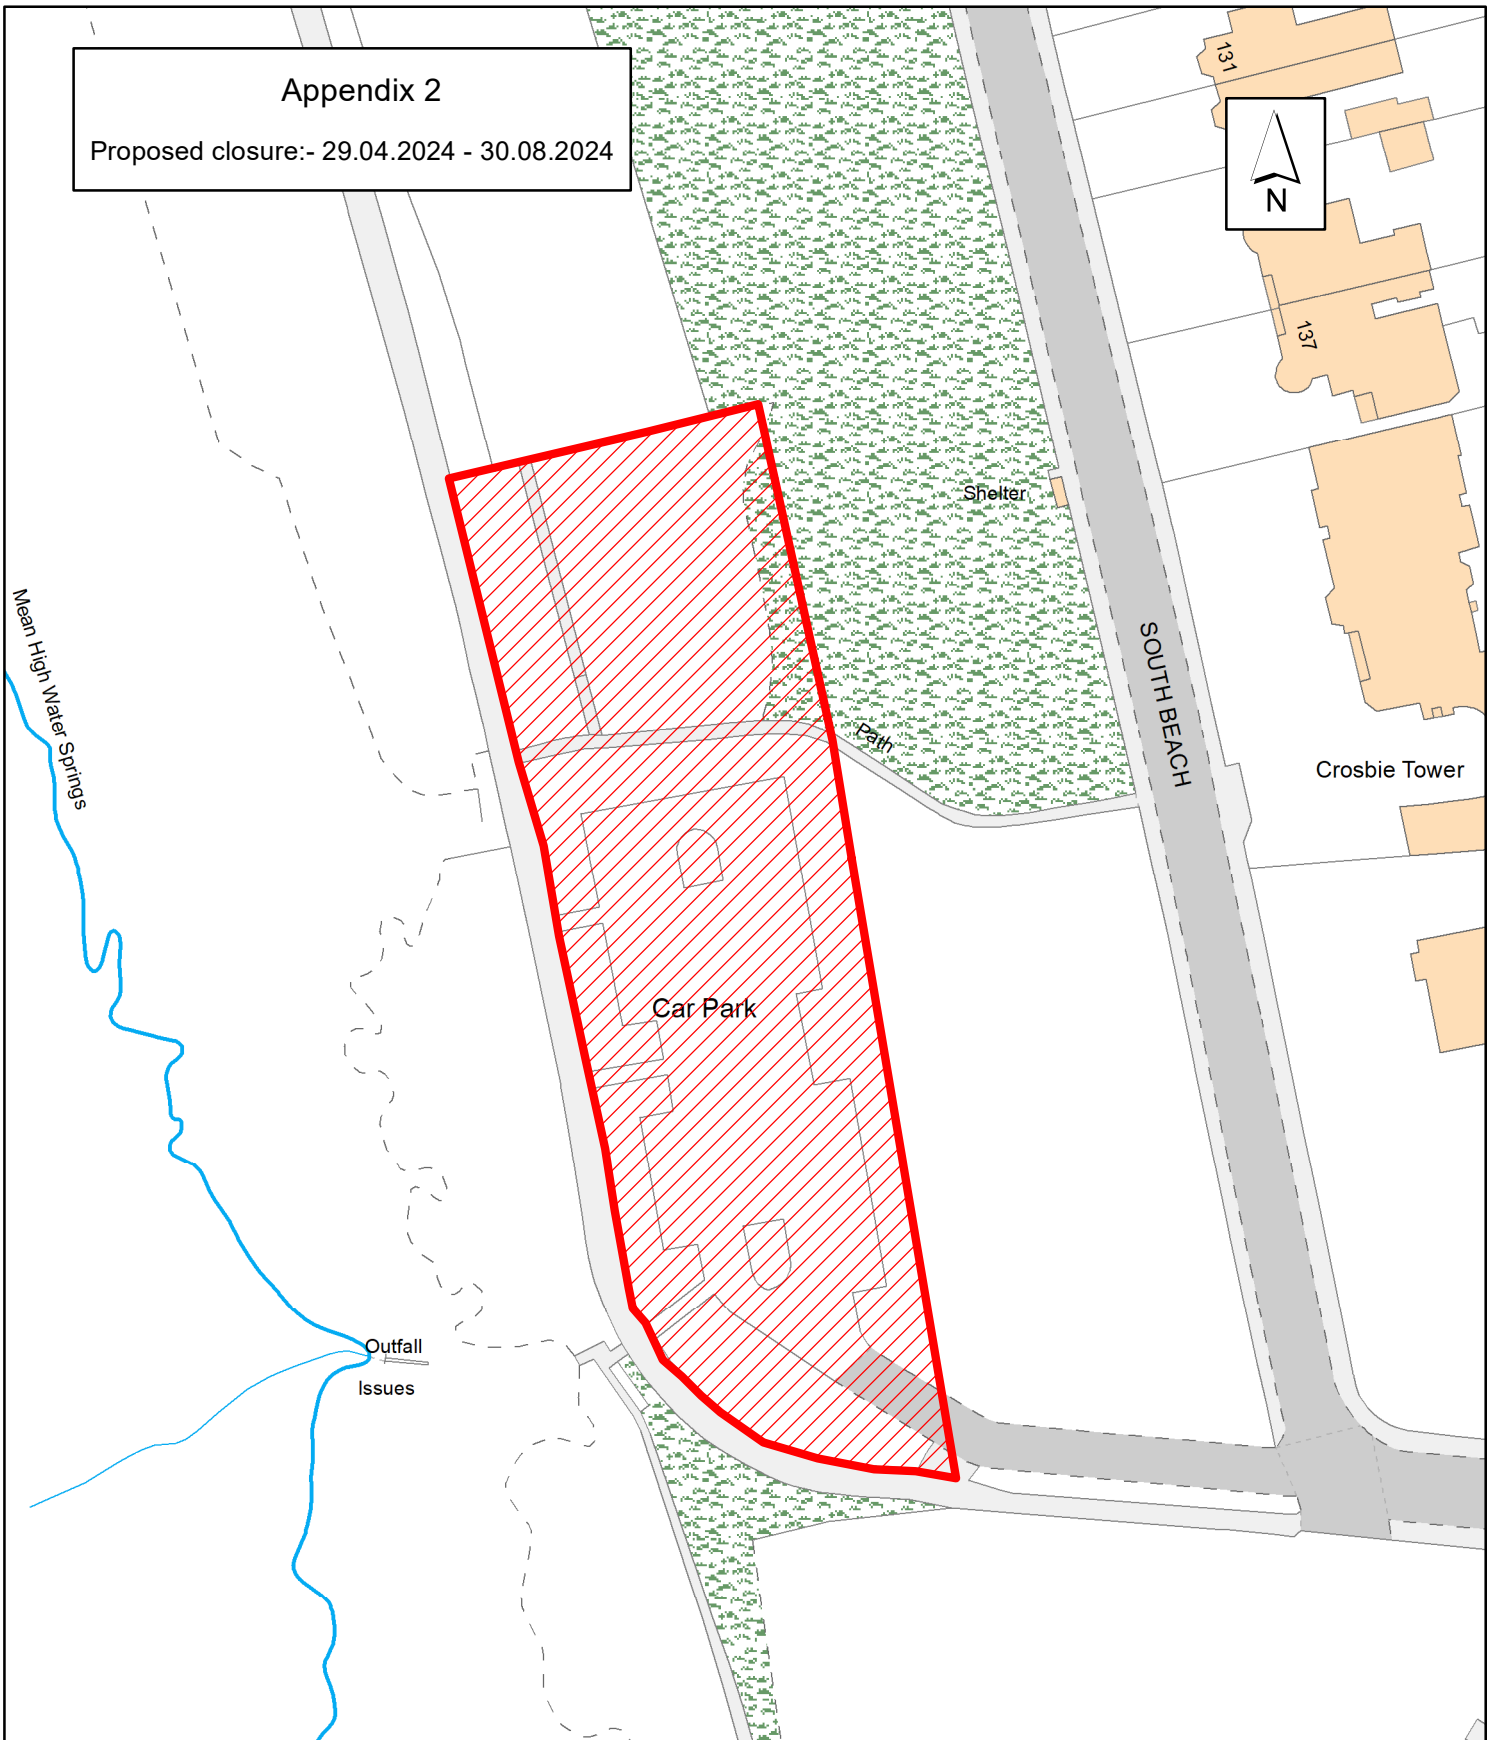 Appendix 2
Proposed closure:- 29.04.2024 - 30.08.2024
131
N
137
Shelter
Mean High Water Springs
SOUTH BEACH
Path
Crosbie Tower
Car Park
Outfall
Issues